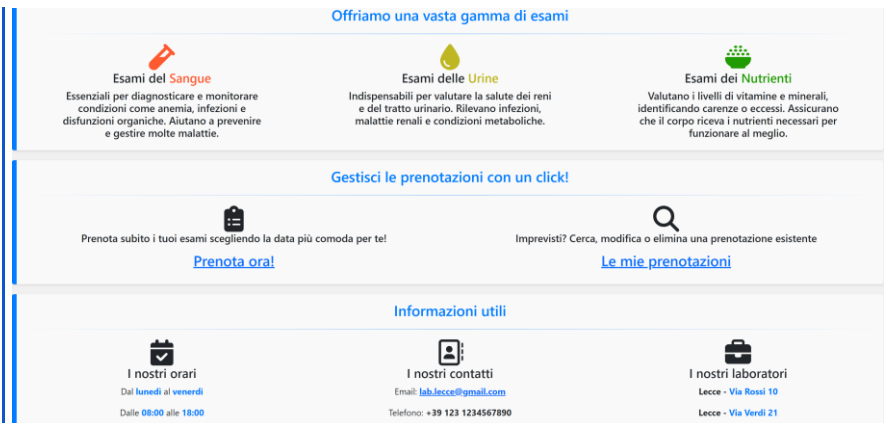 Offriamo una vasta gamma di esami
Esami del Sangue
Essenziali per diagnosticare e monitorare
condizioni come anemia, infezioni e
disfunzioni organiche. Aiutano a prevenire
e gestire molte malattie.
Esami delle Urine
Indispensabili per valutare la salute dei reni
e del tratto urinario. Rilevano infezioni,
malattie renali e condizioni metaboliche.
Esami dei Nutrienti
Valutano i livelli di vitamine e minerali,
identificando carenze o eccessi. Assicurano
che il corpo riceva i nutrienti necessari per
funzionare al meglio.
Gestisci le prenotazioni con un click!
Prenota subito i tuoi esami scegliendo la data più comoda per te!
Prenota ora!
Imprevisti? Cerca, modifica o elimina una prenotazione esistente
Le mie prenotazioni
Informazioni utili
I nostri orari
Dal lunedì al venerdì
Dalle 08:00 alle 18:00
I nostri contatti
Email: lab.lecce@gmail.com
Telefono: +39 123 1234567890
I nostri laboratori
Lecce - Via Rossi 10
Lecce - Via Verdi 21